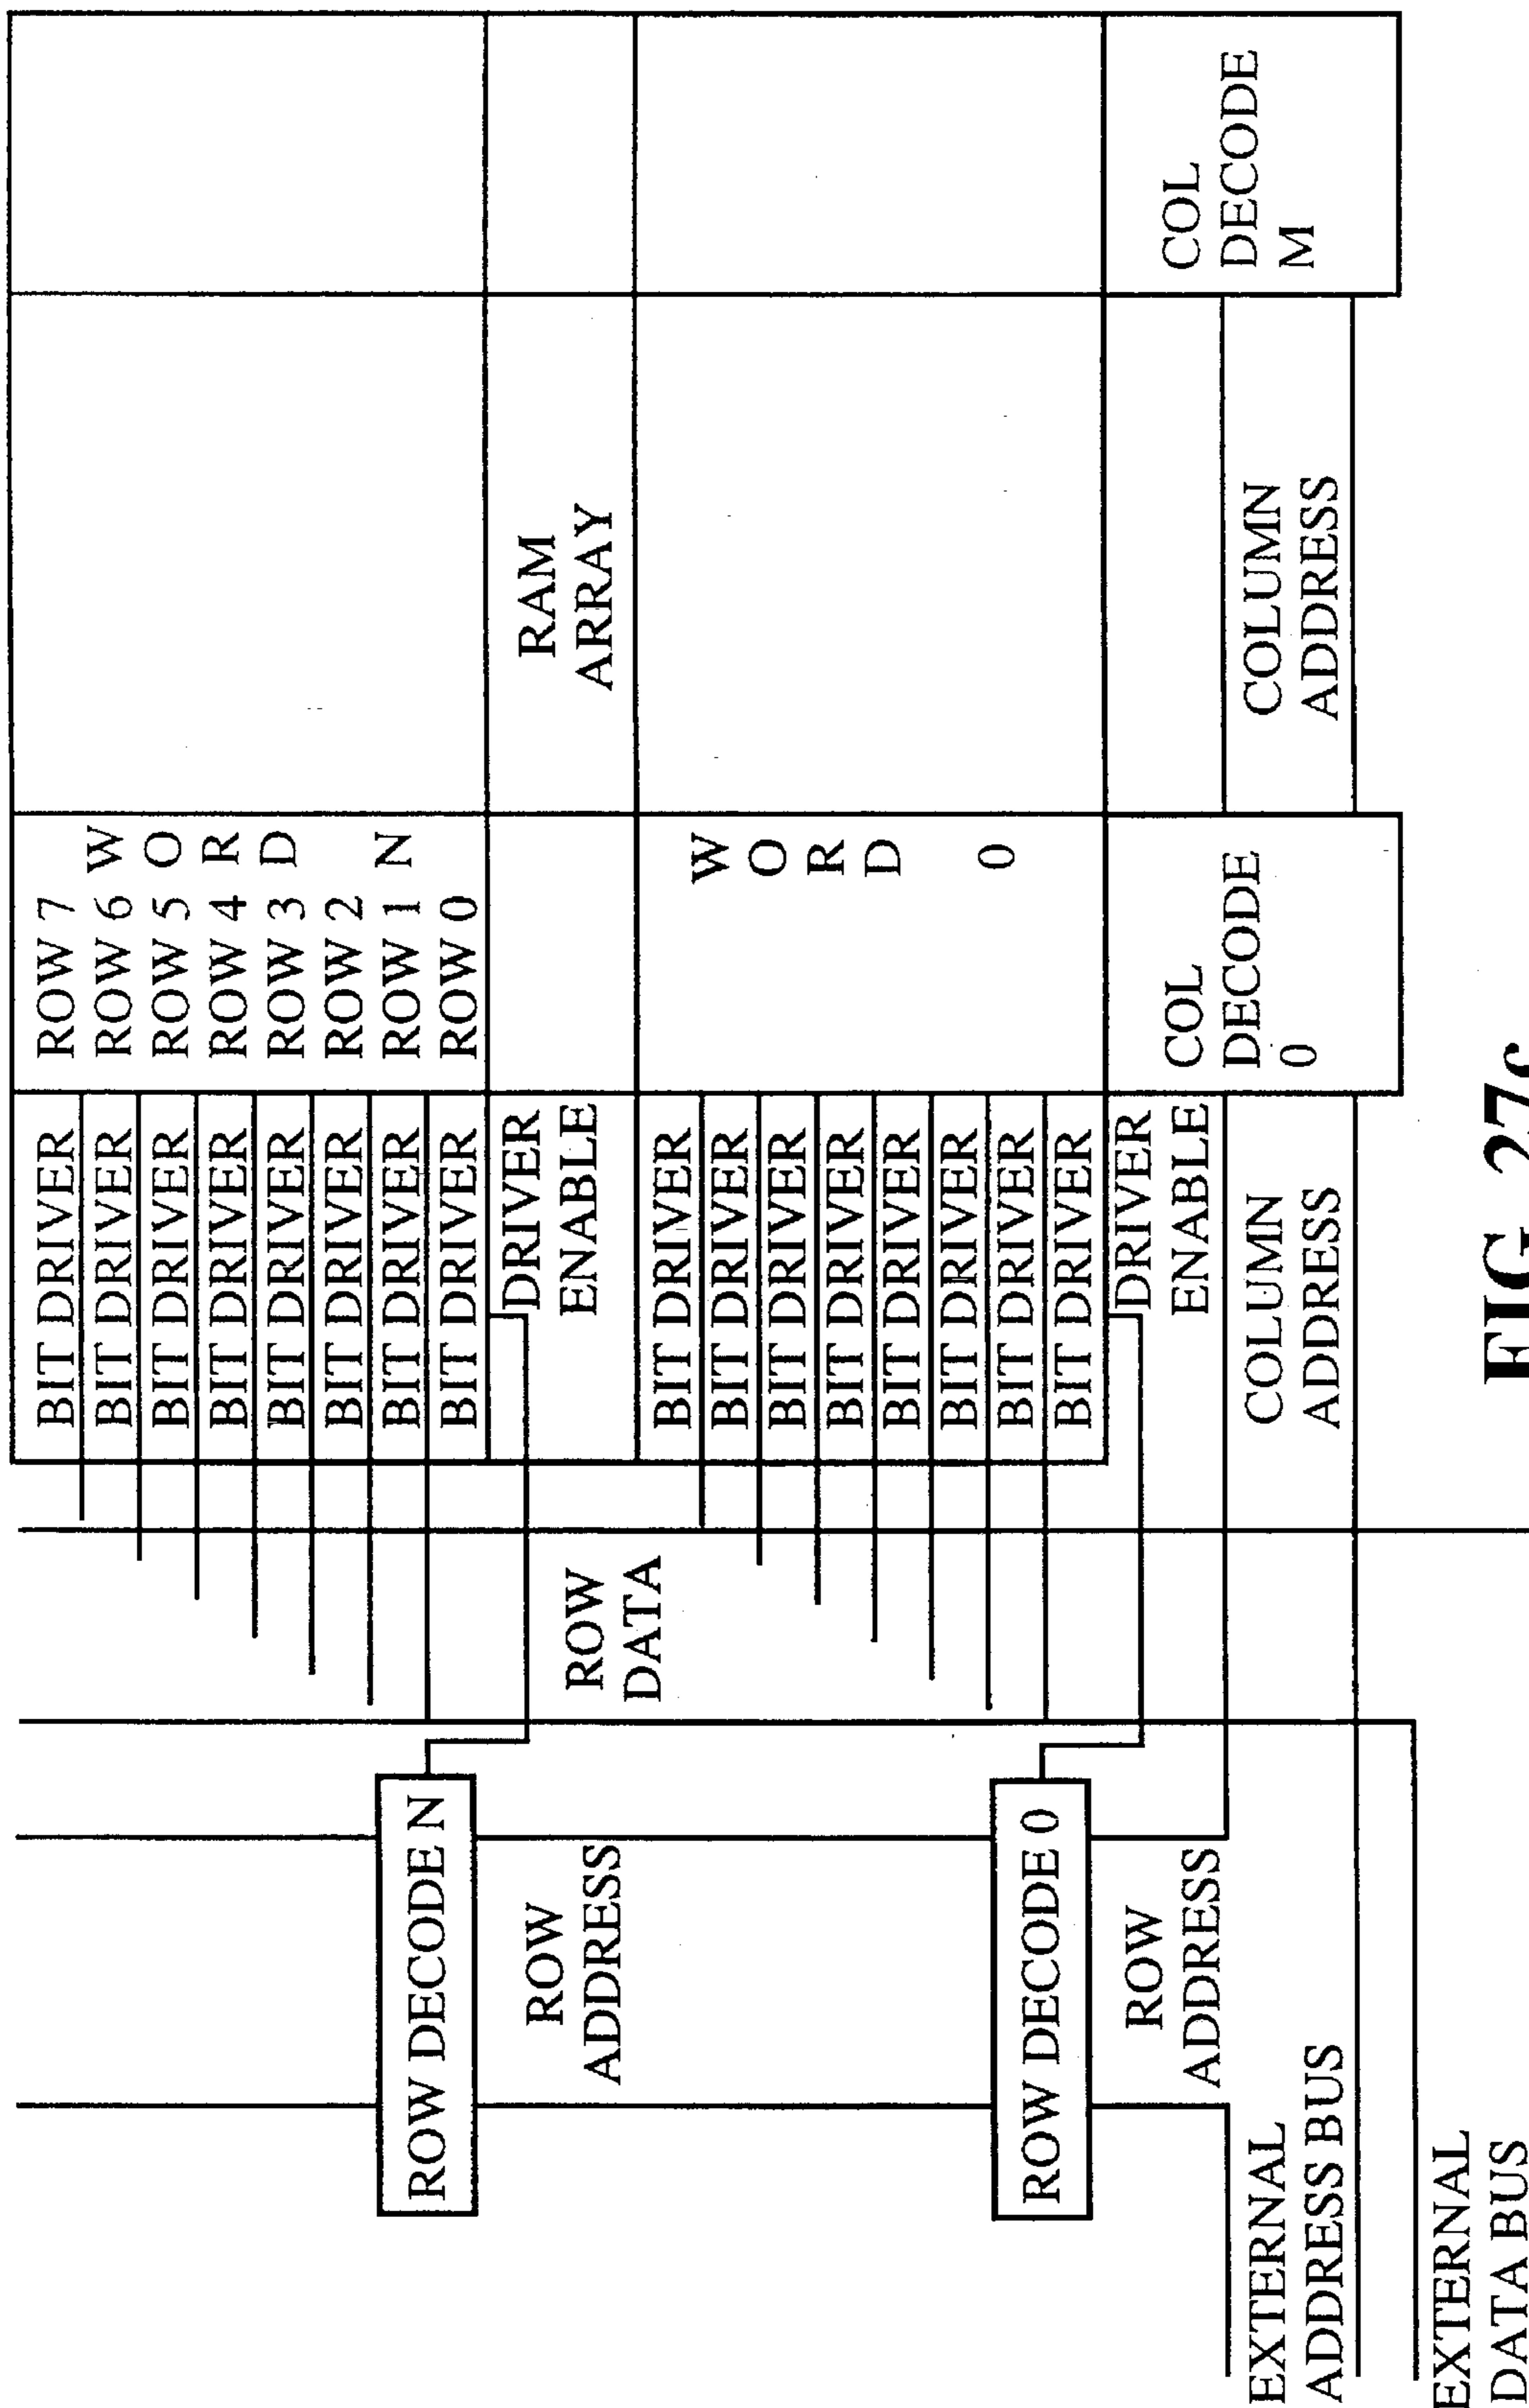 BIT DRIVER ROW 7
BIT DRIVER ROW 6 W
BIT DRIVER ROW 5 O
BIT DRIVER ROW 4 R
BIT DRIVER ROW 3 D
BIT DRIVER ROW 2
BIT DRIVER ROW 1 N
BIT DRIVER ROW 0
ROW DECODE N
DRIVER
ENABLE
RAM
ARRAY
ROW
ADDRESS
ROW
DATA
BIT DRIVER
BIT DRIVER W
BIT DRIVER O
BIT DRIVER R
BIT DRIVER D
BIT DRIVER
BIT DRIVER 0
BIT DRIVER
ROW DECODE 0
DRIVER
ENABLE
COL
DECODE
0
COL
DECODE
M
ROW
ADDRESS
EXTERNAL
ADDRESS BUS
COLUMN
ADDRESS
COLUMN
ADDRESS
EXTERNAL
DATA BUS
FIG 27c